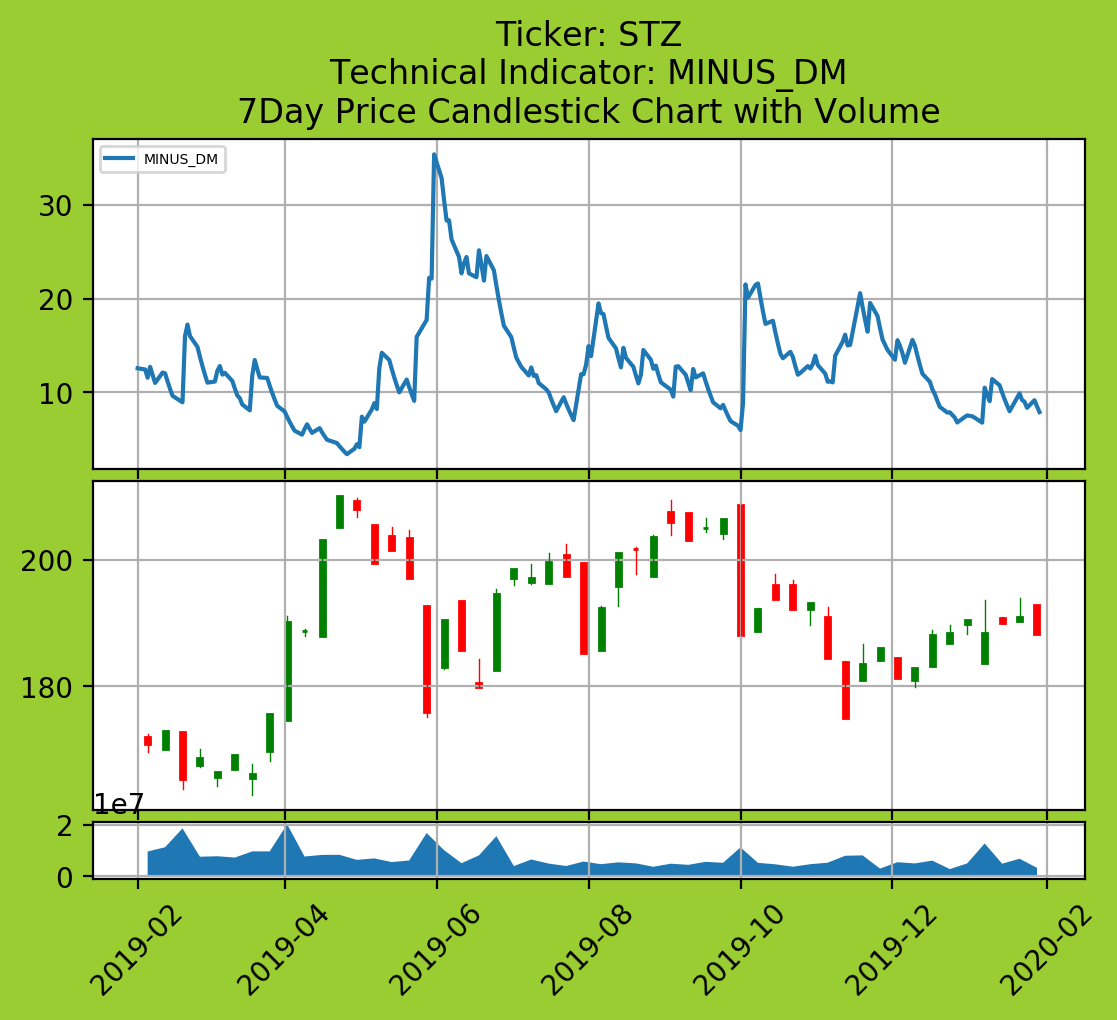 Ticker: STZ
Technical Indicator: MINUS_DM
7Day Price Candlestick Chart with Volume
MINUS_DM
30
20
10
200
180
1e7
2
0
2019-02
2019-04
2019-06
2019-08
2019-10
2019-12
2020-02